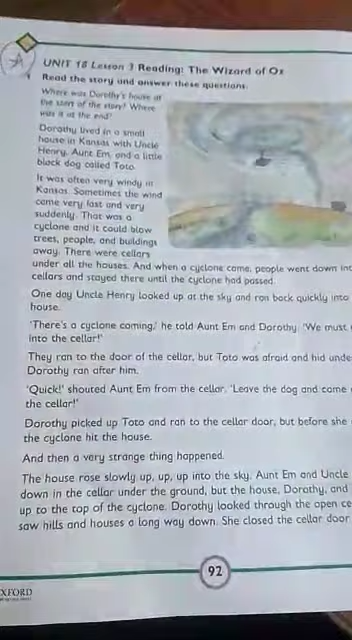 A
UNIT 18 Lesson 3 Reading: The Wizard of Oz
1 Read the story and answer these questions.
Where was Dorothy's house at
the start of the story? Where
was it at the end?
Dorothy lived in a small
house in Kansas with Uncle
Henry, Aunt Em, and a little
black dog called Toto.
It was often very windy in
Kansas. Sometimes the wind
came very fast and very
suddenly. That was a
cyclone and it could blow
trees, people, and buildings
away. There were cellars
under all the houses. And when a cyclone came, people went down int
cellars and stayed there until the cyclone had passed.
One day Uncle Henry looked up at the sky and ran back quickly into
house.
'There's a cyclone coming,' he told Aunt Em and Dorothy. 'We must
into the cellar!'
They ran to the door of the cellar, but Toto was afraid and hid unde
Dorothy ran after him.
'Quick!' shouted Aunt Em from the cellar. 'Leave the dog and come
the cellar!'
Dorothy picked up Toto and ran to the cellar door, but before she
the cyclone hit the house.
And then a very strange thing happened.
The house rose slowly up, up, up into the sky. Aunt Em and Uncle
down in the cellar under the ground, but the house, Dorothy, and
up to the top of the cyclone. Dorothy looked through the open ce
saw hills and houses a long way down. She closed the cellar door
92
XFORD